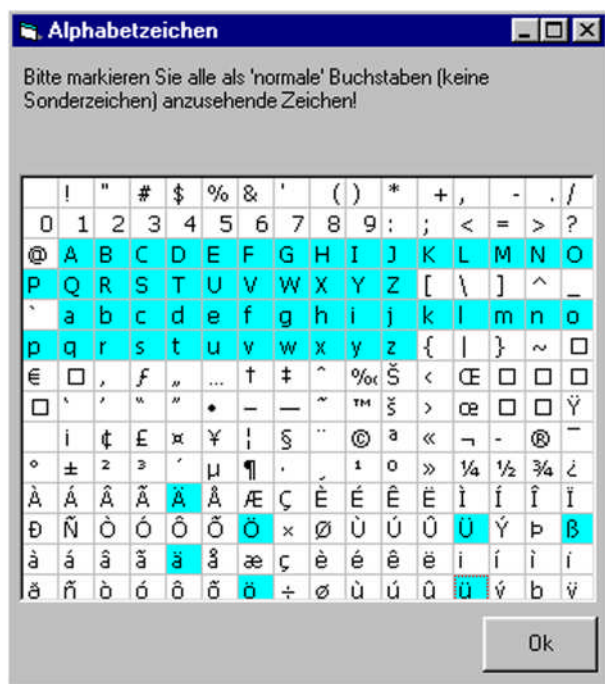 Alphabetzeichen
Bitte markieren Sie alle als 'normale' Buchstaben (keine
Sonderzeichen) anzusehende Zeichen!
! " # $ % & ' ( ) * + , - . /
0 1 2 3 4 5 6 7 8 9 : ; < = > ?
@ A B C D E F G H I J K L M N O
P Q R S T U V W X Y Z [ \ ] ^ _
` a b c d e f g h i j k l m n o
p q r s t u v w x y z { | } ~ □
€ □ ‚ ƒ „ … † ‡ ˆ ‰ Š ‹ Œ □ □ □
□ ‘ ’ “ ” • – — ˜ ™ š › œ □ □ Ÿ
¡ ¢ £ ¤ ¥ ¦ § ¨ © ª « ¬ - ® ¯
° ± ² ³ ´ µ ¶ · ¸ ¹ º » ¼ ½ ¾ ¿
À Á Â Ã Ä Å Æ Ç È É Ê Ë Ì Í Î Ï
Ð Ñ Ò Ó Ô Õ Ö × Ø Ù Ú Û Ü Ý Þ ß
à á â ã ä å æ ç è é ê ë ì í î ï
ð ñ ò ó ô õ ö ÷ ø ù ú û ü ý þ ÿ
Ok